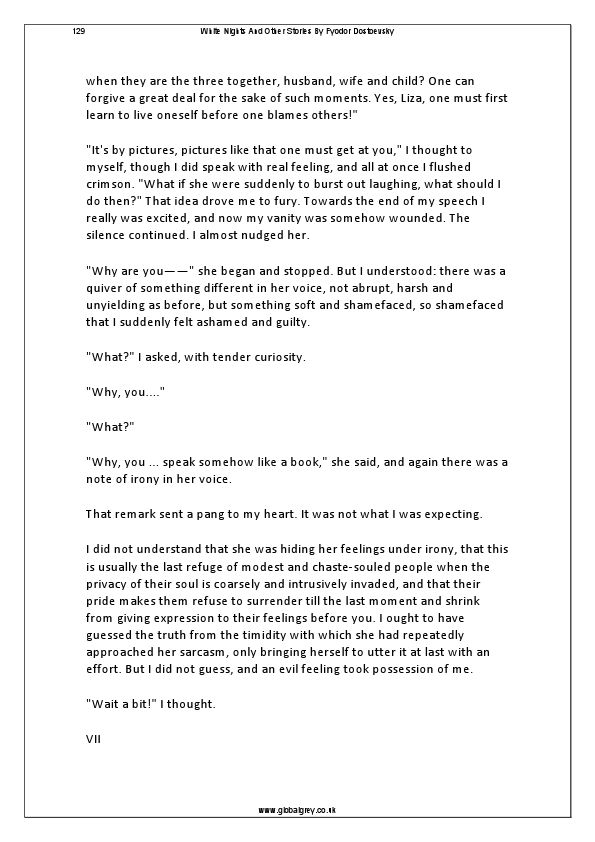 129 White Nights And Other Stories By Fyodor Dostoevsky
when they are the three together, husband, wife and child? One can
forgive a great deal for the sake of such moments. Yes, Liza, one must first
learn to live oneself before one blames others!"
"It's by pictures, pictures like that one must get at you," I thought to
myself, though I did speak with real feeling, and all at once I flushed
crimson. "What if she were suddenly to burst out laughing, what should I
do then?" That idea drove me to fury. Towards the end of my speech I
really was excited, and now my vanity was somehow wounded. The
silence continued. I almost nudged her.
"Why are you——" she began and stopped. But I understood: there was a
quiver of something different in her voice, not abrupt, harsh and
unyielding as before, but something soft and shamefaced, so shamefaced
that I suddenly felt ashamed and guilty.
"What?" I asked, with tender curiosity.
"Why, you...."
"What?"
"Why, you ... speak somehow like a book," she said, and again there was a
note of irony in her voice.
That remark sent a pang to my heart. It was not what I was expecting.
I did not understand that she was hiding her feelings under irony, that this
is usually the last refuge of modest and chaste-souled people when the
privacy of their soul is coarsely and intrusively invaded, and that their
pride makes them refuse to surrender till the last moment and shrink
from giving expression to their feelings before you. I ought to have
guessed the truth from the timidity with which she had repeatedly
approached her sarcasm, only bringing herself to utter it at last with an
effort. But I did not guess, and an evil feeling took possession of me.
"Wait a bit!" I thought.
VII
www.globalgrey.co.uk